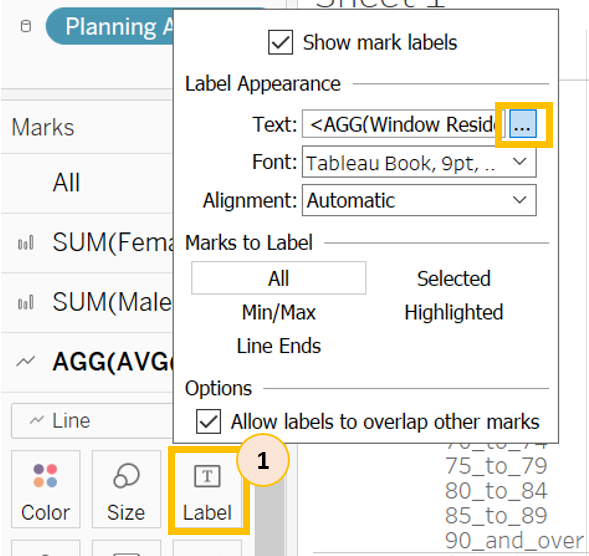 Sheet 1
Planning A
Show mark labels
Label Appearance
Text: <AGG(Window Reside ...
Font: Tableau Book, 9pt, ..
Alignment: Automatic
Marks to Label
All Selected
Min/Max Highlighted
Line Ends
Options
Allow labels to overlap other marks
Marks
All
SUM(Fema
SUM(Male
AGG(AVG(
Line
1
Color Size T Label
70_to_74
75_to_79
80_to_84
85_to_89
90_and_over